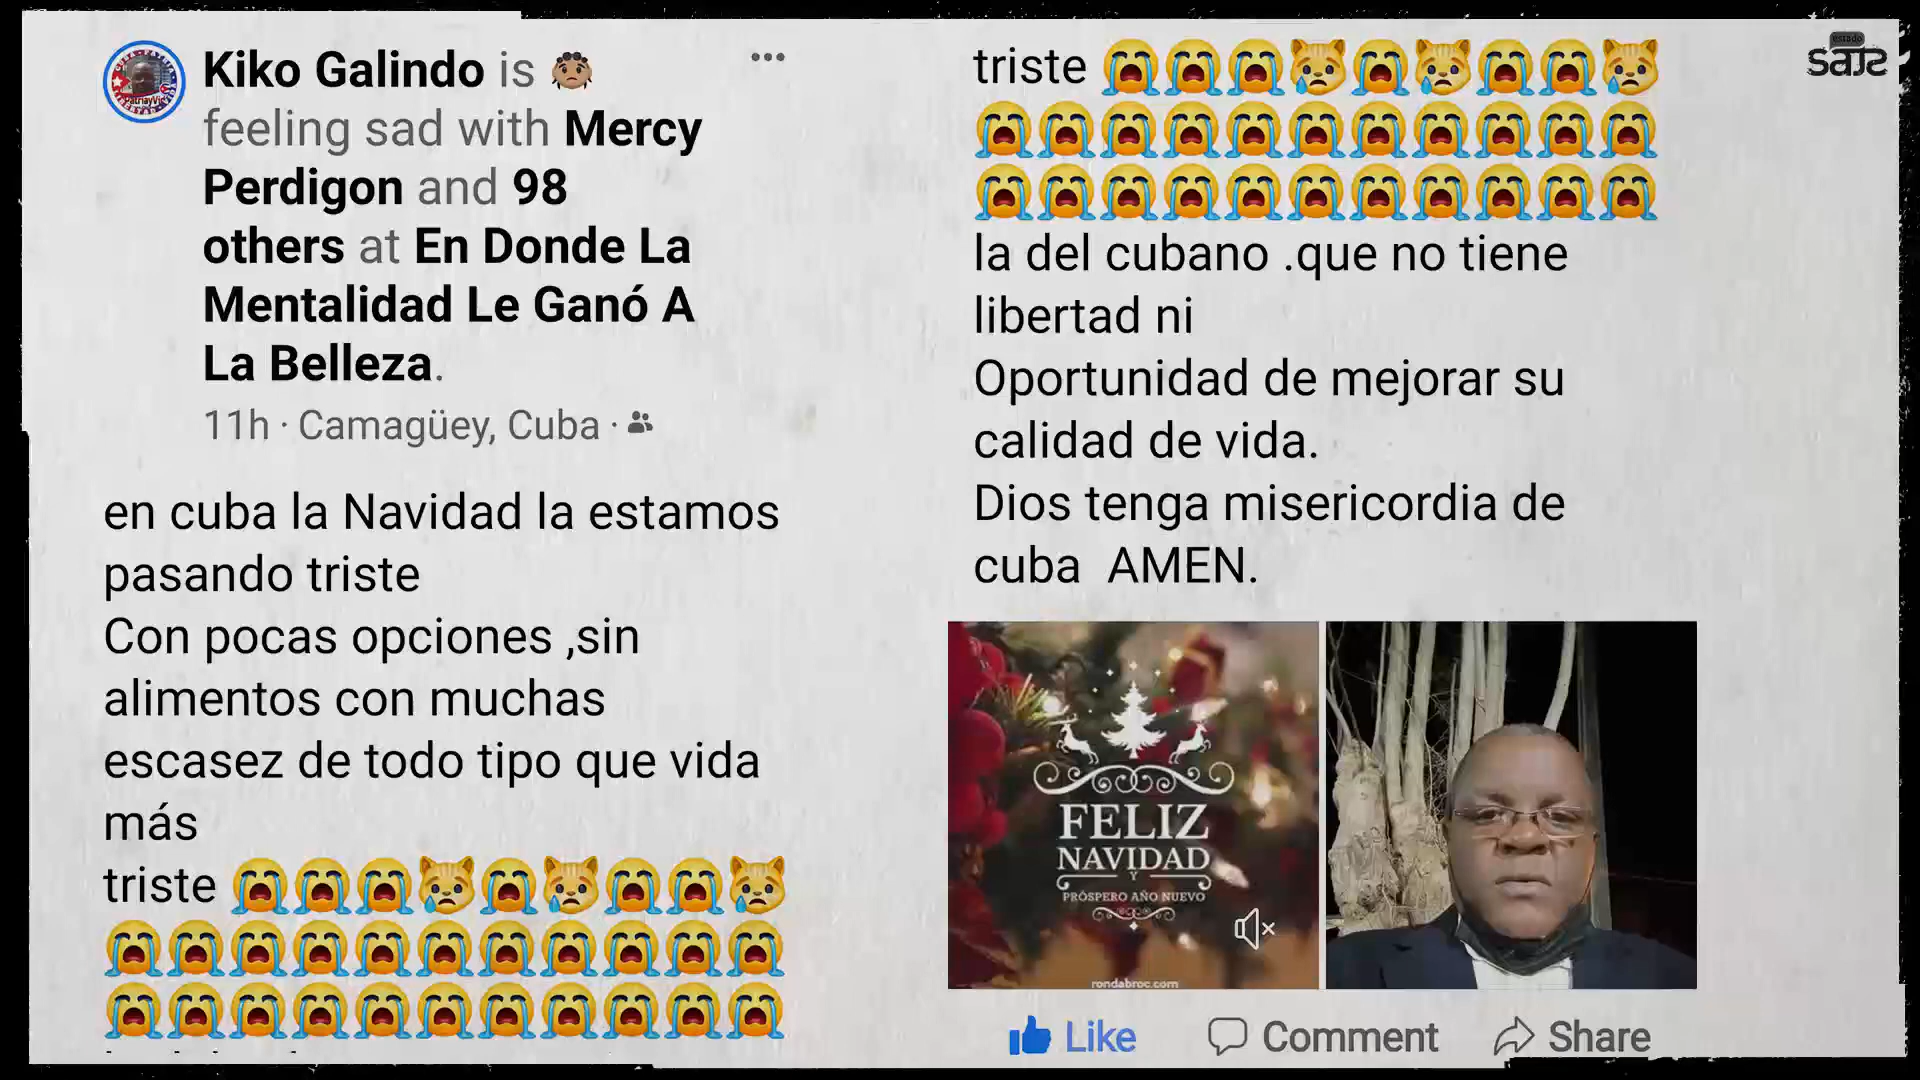 Kiko Galindo is
feeling sad with Mercy
Perdigon and 98
others at En Donde La
Mentalidad Le Ganó A
La Belleza.
11h · Camagüey, Cuba ·
en cuba la Navidad la estamos
pasando triste
Con pocas opciones ,sin
alimentos con muchas
escasez de todo tipo que vida
más
triste 😭😭😭😿😭😿😭😭😿
😭😭😭😭😭😭😭😭😭😭😭
😭😭😭😭😭😭😭😭😭😭😭
triste 😭😭😭😿😭😿😭😭😿
😭😭😭😭😭😭😭😭😭😭😭
😭😭😭😭😭😭😭😭😭😭😭
la del cubano .que no tiene
libertad ni
Oportunidad de mejorar su
calidad de vida.
Dios tenga misericordia de
cuba  AMEN.
FELIZ
NAVIDAD
Y
PRÓSPERO AÑO NUEVO
rondabroc.com
Like Comment Share
estado
sats